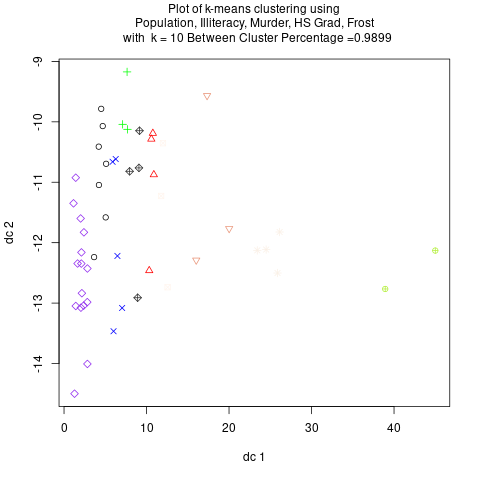 Plot of k-means clustering using
Population, Illiteracy, Murder, HS Grad, Frost
with  k = 10 Between Cluster Percentage =0.9899
-9
-10
-11
-12
-13
-14
dc 2
0 10 20 30 40
dc 1